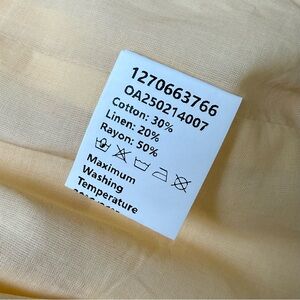 1270663766
OA250214007
Cotton: 30%
Linen: 20%
Rayon: 50%
Maximum
Washing
Temperature